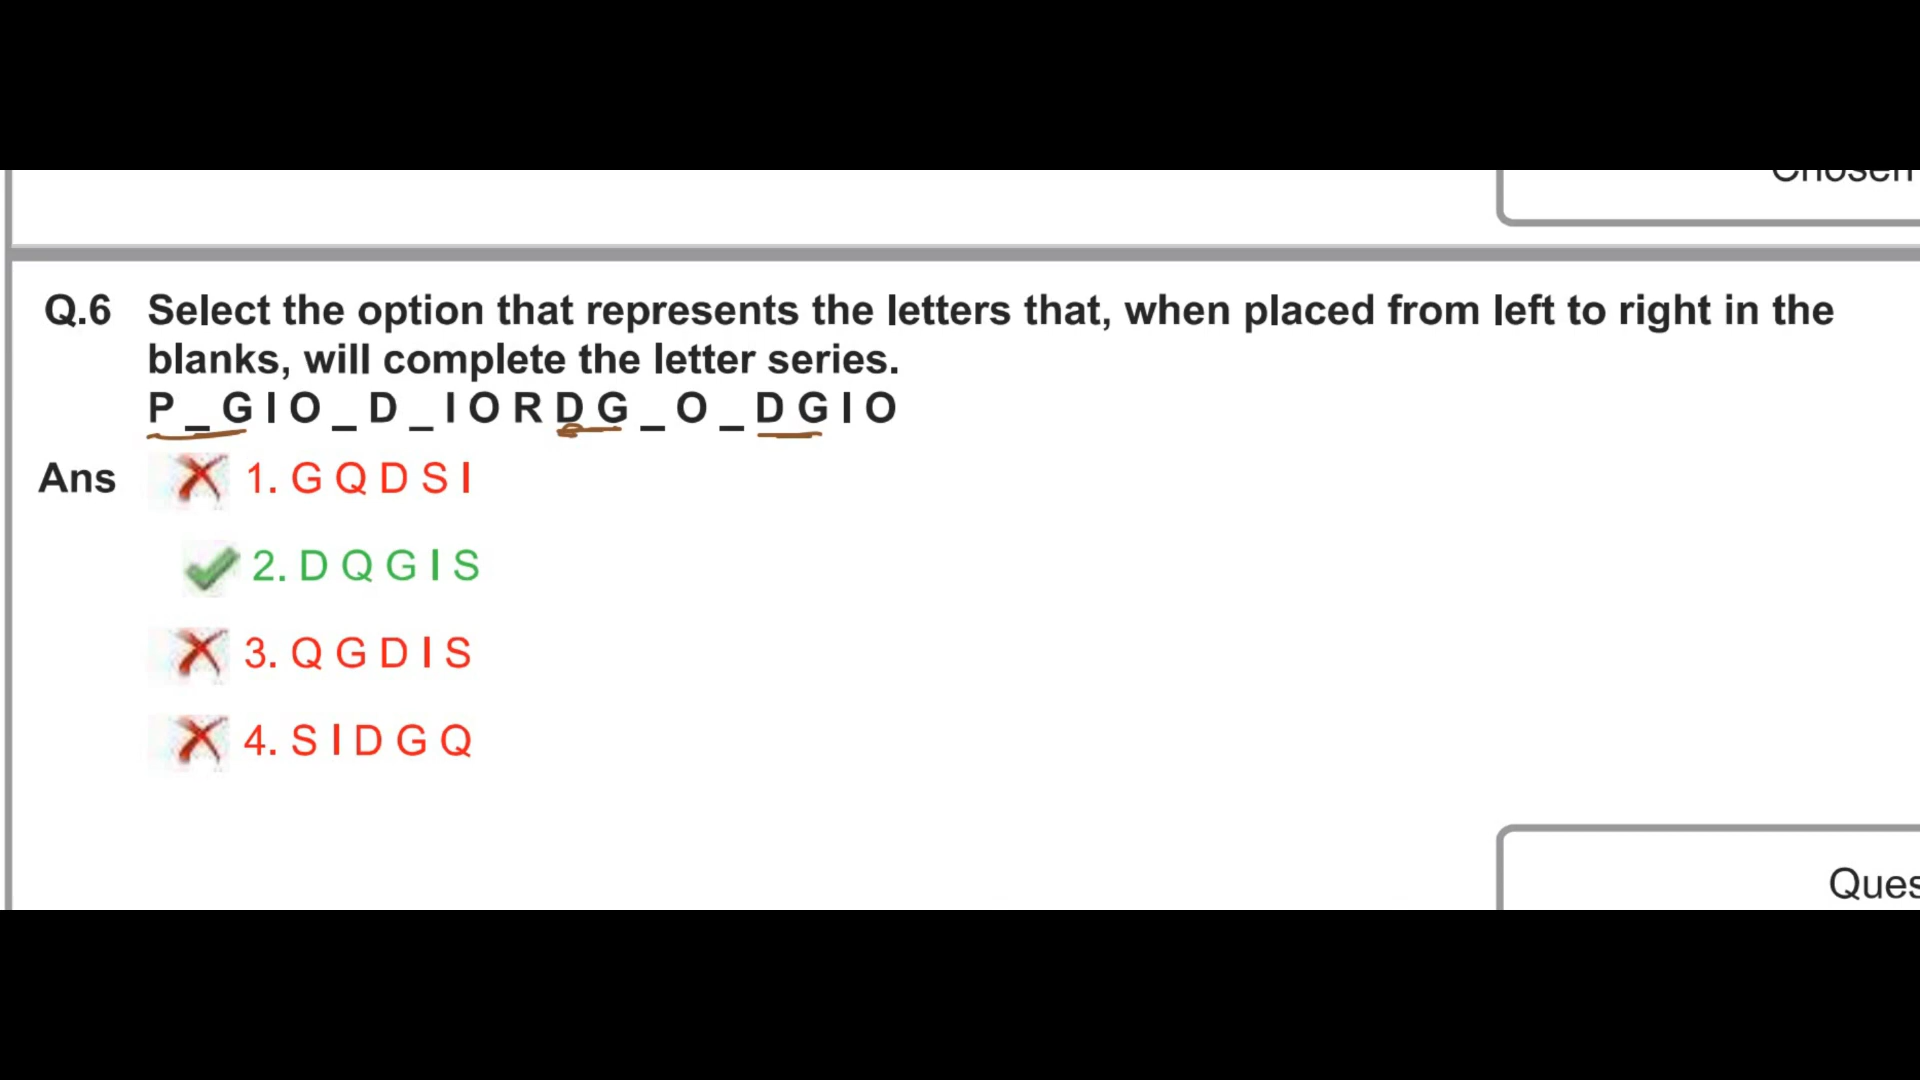 Chosen
Q.6 Select the option that represents the letters that, when placed from left to right in the
blanks, will complete the letter series.
P _ G I O _ D _ I O R D G _ O _ D G I O
Ans 1. G Q D S I
2. D Q G I S
3. Q G D I S
4. S I D G Q
Ques